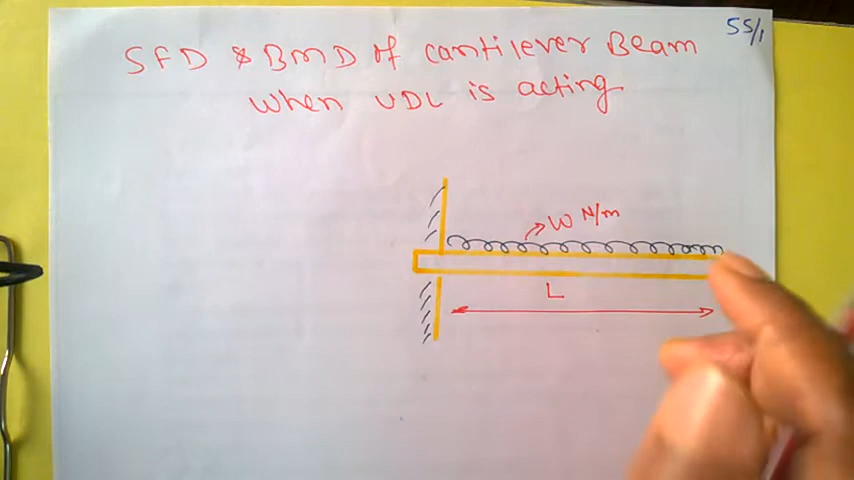 55/1
SFD & BMD of cantilever Beam
when UDL is acting
W N/m
L